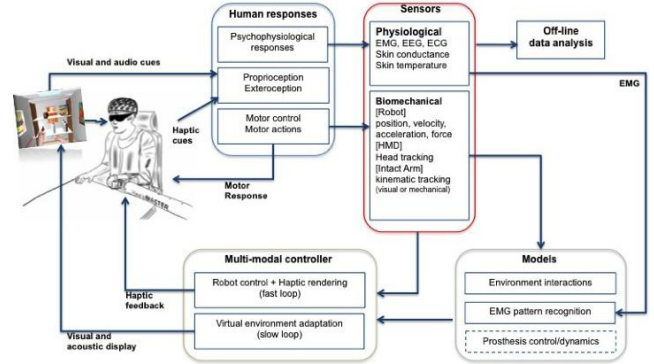 Human responses
Psychophysiological
responses
Proprioception
Exteroception
Motor control
Motor actions
Sensors
Physiological
EMG, EEG, ECG
Skin conductance
Skin temperature
Biomechanical
[Robot]
position, velocity,
acceleration, force
[HMD]
Head tracking
[Intact Arm]
kinematic tracking
(visual or mechanical)
Off-line
data analysis
EMG
Visual and audio cues
Haptic
cues
Motor
Response
Multi-modal controller
Robot control + Haptic rendering
(fast loop)
Virtual environment adaptation
(slow loop)
Haptic
feedback
Visual and
acoustic display
Models
Environment interactions
EMG pattern recognition
Prosthesis control/dynamics